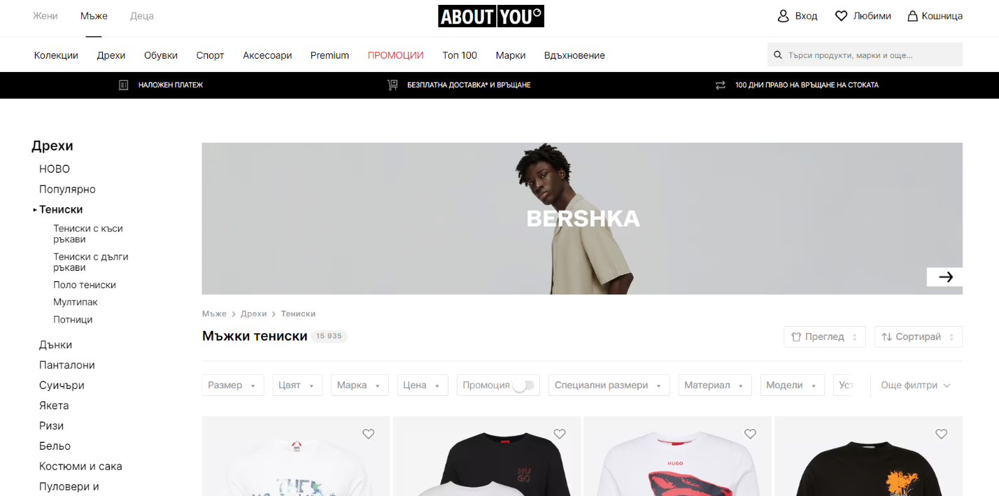 Жени Мъже Деца
ABOUT YOU
Вход Любими Кошница
Колекции Дрехи Обувки Спорт Аксесоари Premium ПРОМОЦИИ Топ 100 Марки Вдъхновение
Търси продукти, марки и още...
НАЛОЖЕН ПЛАТЕЖ БЕЗПЛАТНА ДОСТАВКА* И ВРЪЩАНЕ 100 ДНИ ПРАВО НА ВРЪЩАНЕ НА СТОКАТА
Дрехи
НОВО
Популярно
Тениски
Тениски с къси
ръкави
Тениски с дълги
ръкави
Поло тениски
Мултипак
Потници
Дънки
Панталони
Суичъри
Якета
Ризи
Бельо
Костюми и сака
Пуловери и
BERSHKA
Мъже > Дрехи > Тениски
Мъжки тениски 15 935
Преглед Сортирай
Размер Цвят Марка Цена Промоция Специални размери Материал Модели Уст Още филтри
THE
HU
GO
HUGO